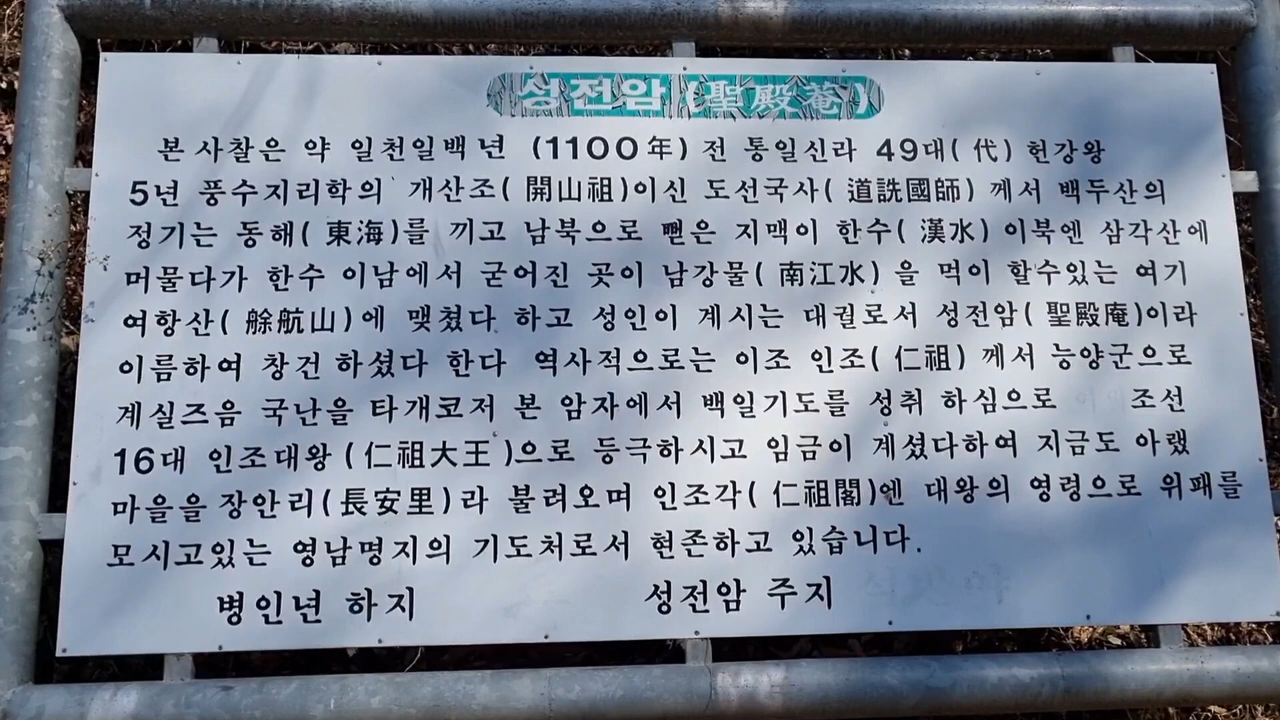 성전암 (聖殿菴)
본사찰은 약 일천일백년 (1100年) 전 통일신라 49대(代) 헌강왕
5년 풍수지리학의 개산조(開山祖)이신 도선국사(道詵國師) 께서 백두산의
정기는 동해(東海)를 끼고 남북으로 뻗은 지맥이 한수(漢水) 이북엔 삼각산에
머물다가 한수 이남에서 굳어진 곳이 남강물(南江水)을 먹이 할수있는 여기
여항산(艅航山)에 맺쳤다 하고 성인이 계시는 대궐로서 성전암(聖殿庵)이라
이름하여 창건 하셨다 한다 역사적으로는 이조 인조(仁祖) 께서 능양군으로
계실즈음 국난을 타개코저 본 암자에서 백일기도를 성취 하심으로 조선
16대 인조대왕 (仁祖大王)으로 등극하시고 임금이 계셨다하여 지금도 아랬
마을을 장안리(長安里)라 불려오며 인조각(仁祖閣)엔 대왕의 영령으로 위패를
모시고있는 영남명지의 기도처로서 현존하고 있습니다.
병인년 하지 성전암 주지